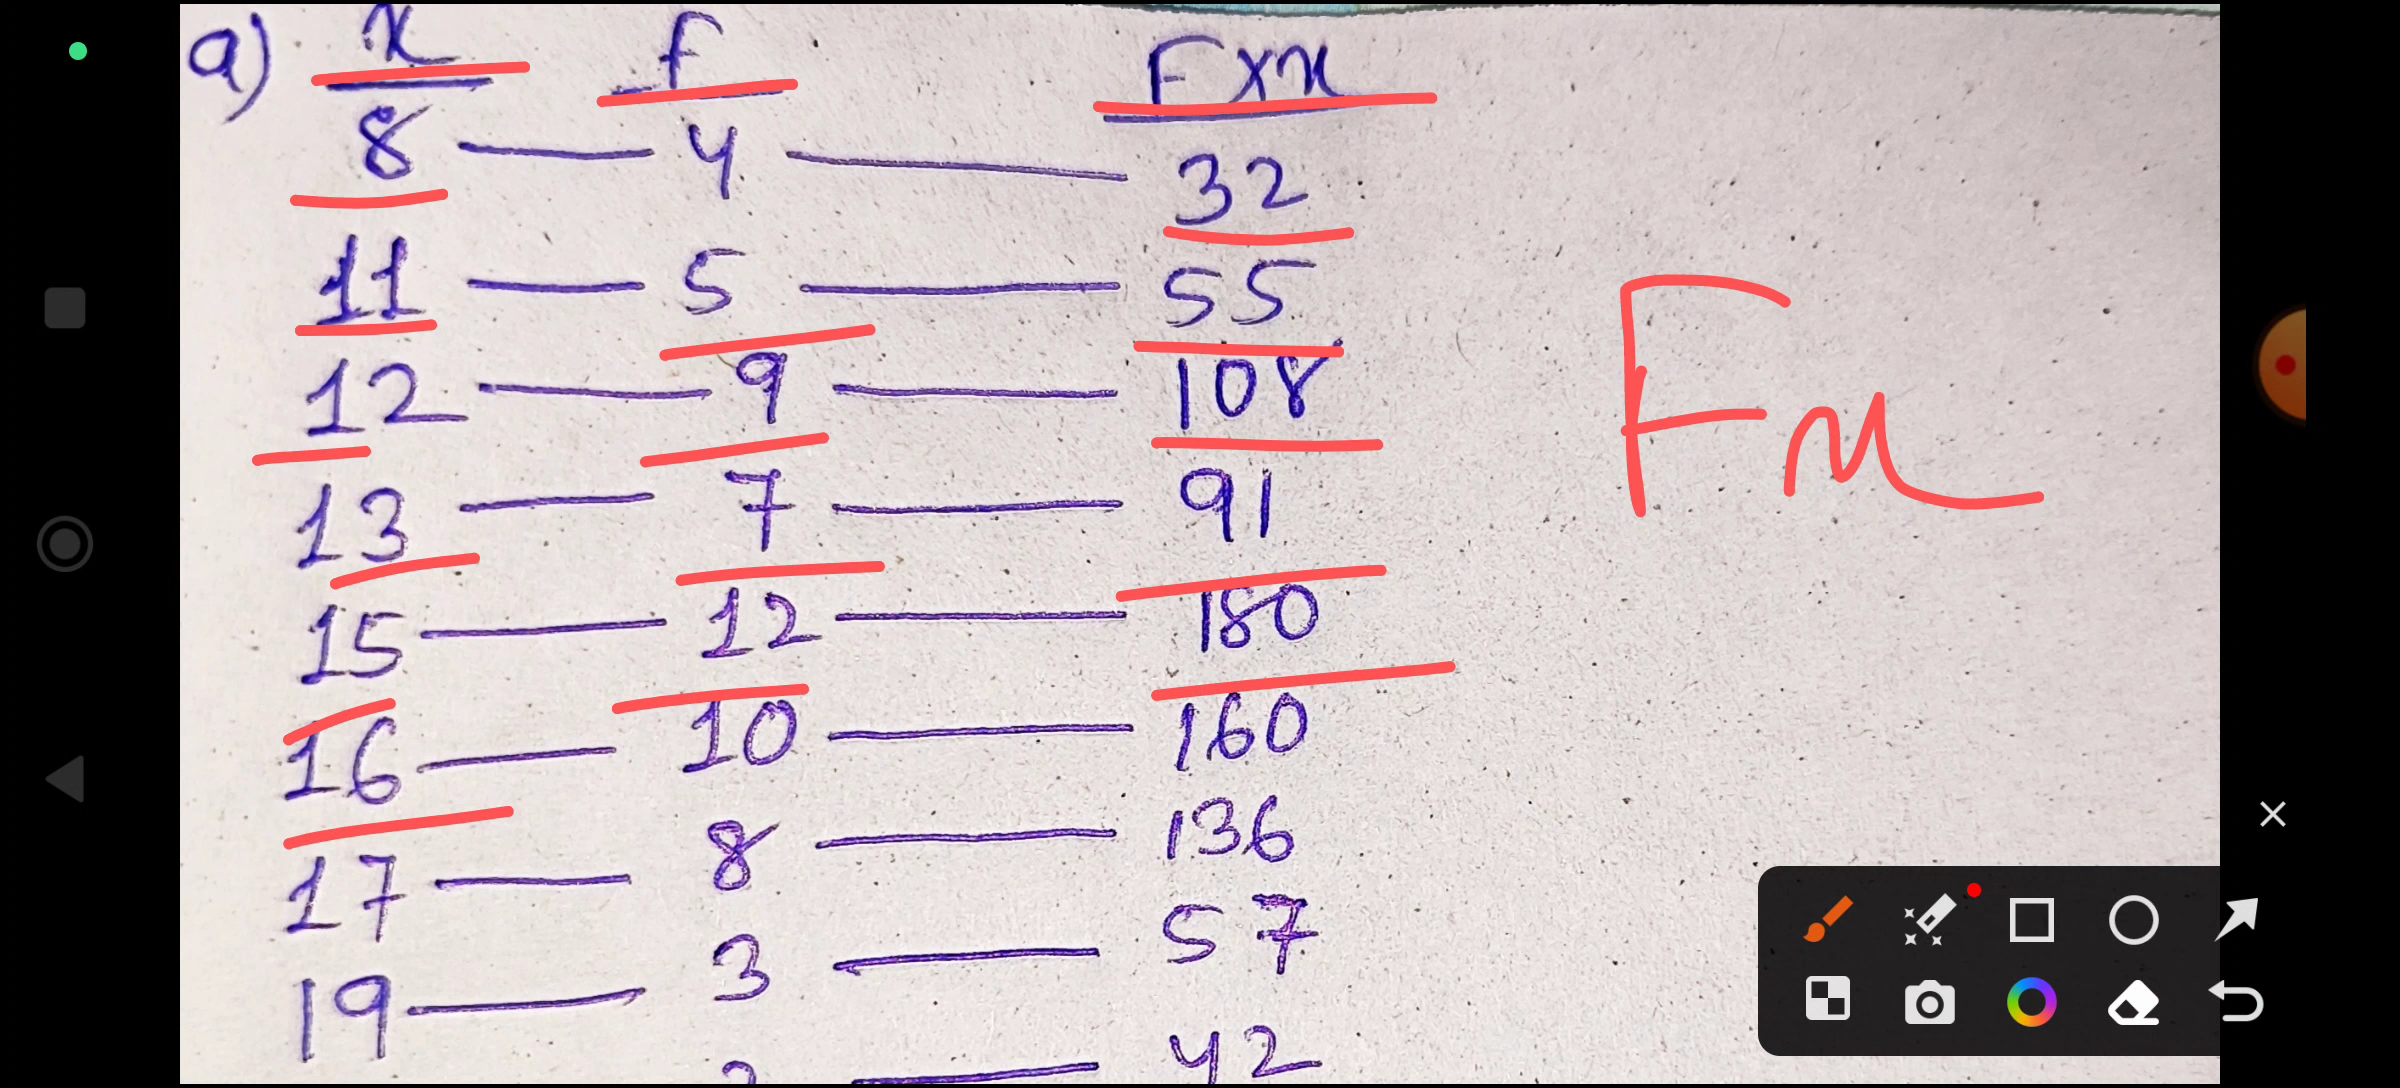 a) x f F×x
8 — 4 — 32
11 — 5 — 55
12 — 9 — 108
13 — 7 — 91
15 — 12 — 180
16 — 10 — 160
17 — 8 — 136
19 — 3 — 57
— 42
Fx